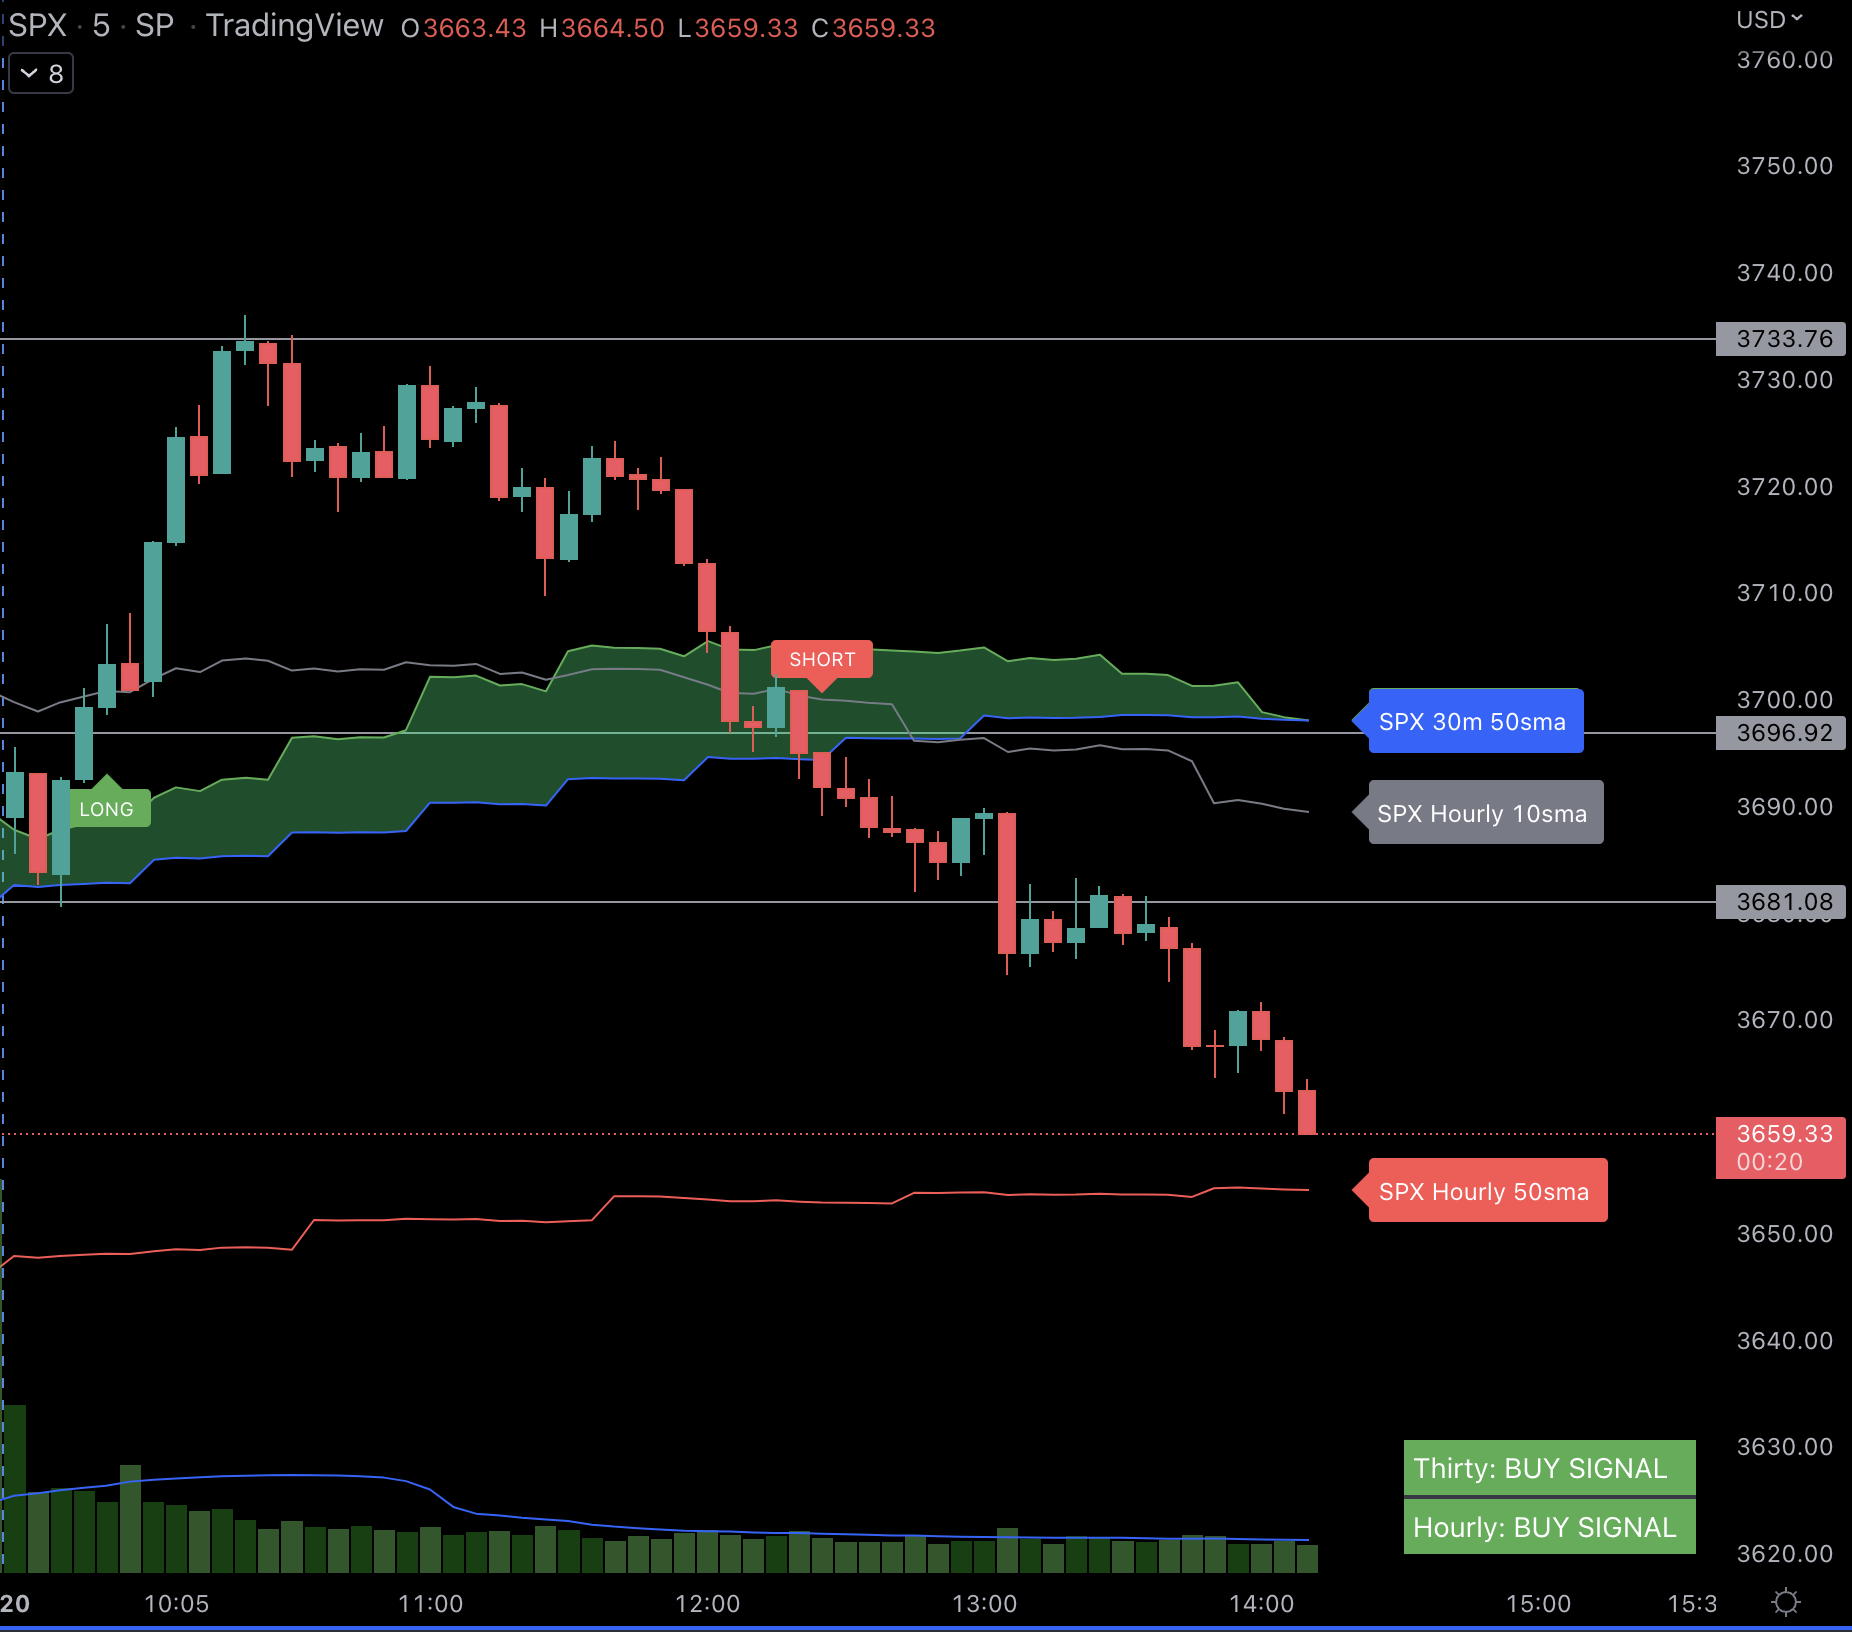 SPX · 5 · SP · TradingView O3663.43 H3664.50 L3659.33 C3659.33
USD
8
3760.00
3750.00
3740.00
3733.76
3730.00
3720.00
3710.00
SHORT
3700.00
SPX 30m 50sma
3696.92
LONG
3690.00
SPX Hourly 10sma
3681.08
3670.00
3659.33
00:20
SPX Hourly 50sma
3650.00
3640.00
3630.00
Thirty: BUY SIGNAL
Hourly: BUY SIGNAL
3620.00
20 10:05 11:00 12:00 13:00 14:00 15:00 15:3